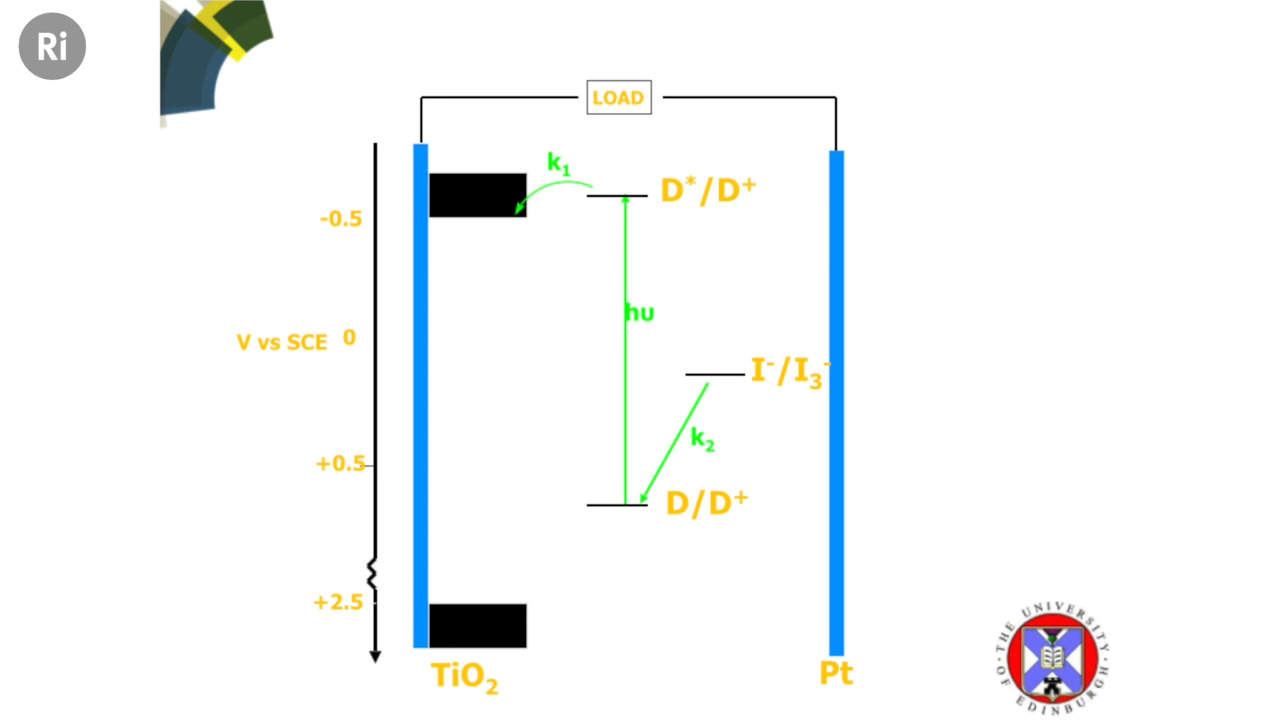 Ri
LOAD
k₁
D*/D⁺
-0.5
hυ
V vs SCE 0
I⁻/I₃⁻
k₂
+0.5
D/D⁺
+2.5
TiO₂
Pt
THE UNIVERSITY
OF EDINBURGH